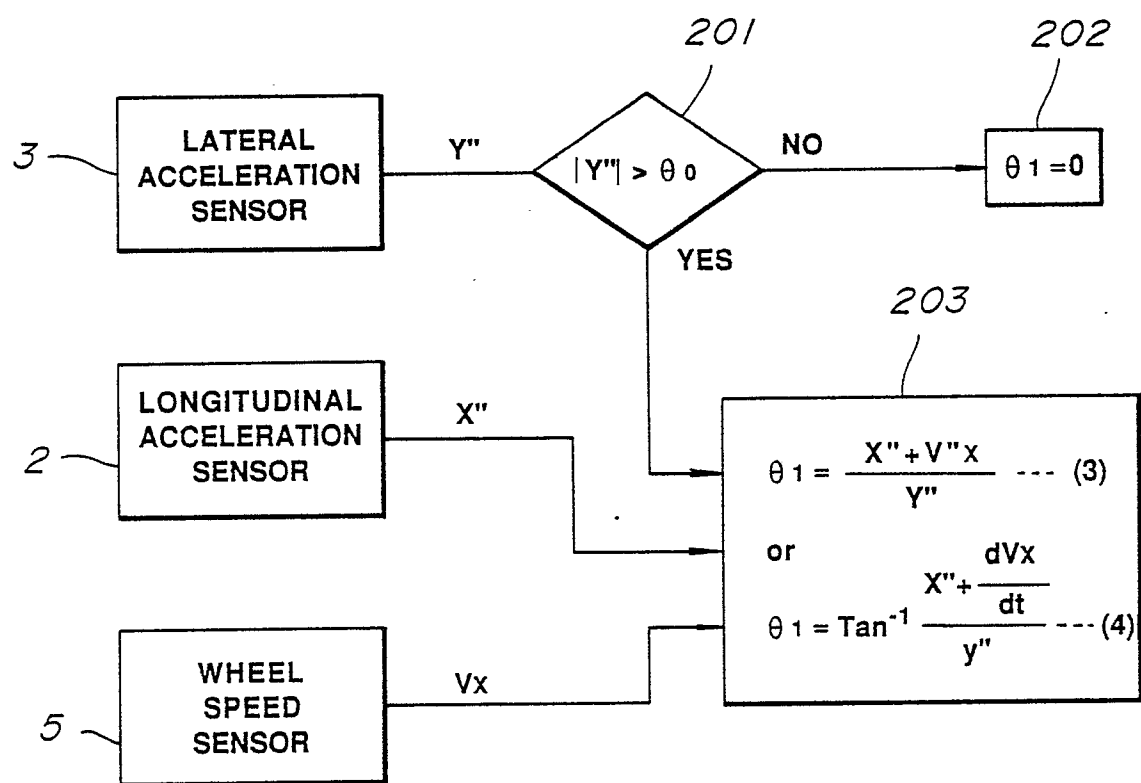 201
202
3
LATERAL
ACCELERATION
SENSOR
Y"
|Y"| > θ0
NO
θ1=0
YES
203
2
LONGITUDINAL
ACCELERATION
SENSOR
X"
θ1 = X" + V"x / Y" --- (3)
or
θ1 = Tan⁻¹ X" + dVx / dt / y" --- (4)
5
WHEEL
SPEED
SENSOR
Vx